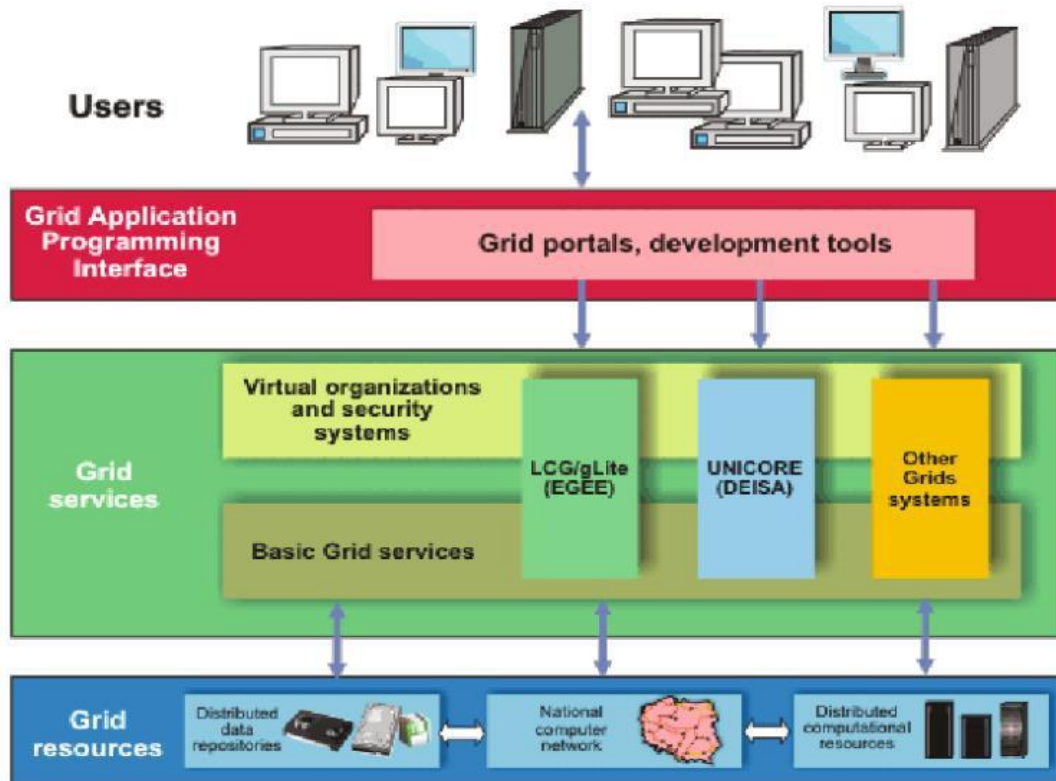 Users
Grid Application
Programming
Interface
Grid portals, development tools
Grid
services
Virtual organizations
and security
systems
LCG/gLite
(EGEE)
UNICORE
(DEISA)
Other
Grids
systems
Basic Grid services
Grid
resources
Distributed
data
repositories
National
computer
network
Distributed
computational
resources